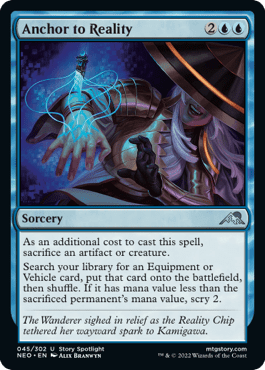 Anchor to Reality 2
Sorcery
As an additional cost to cast this spell,
sacrifice an artifact or creature.
Search your library for an Equipment or
Vehicle card, put that card onto the battlefield,
then shuffle. If it has mana value less than the
sacrificed permanent's mana value, scry 2.
The Wanderer sighed in relief as the Reality Chip
tethered her wayward spark to Kamigawa.
045/302 U Story Spotlight
NEO • EN Alex Branwyn
mtgstory.com
™ & © 2022 Wizards of the Coast